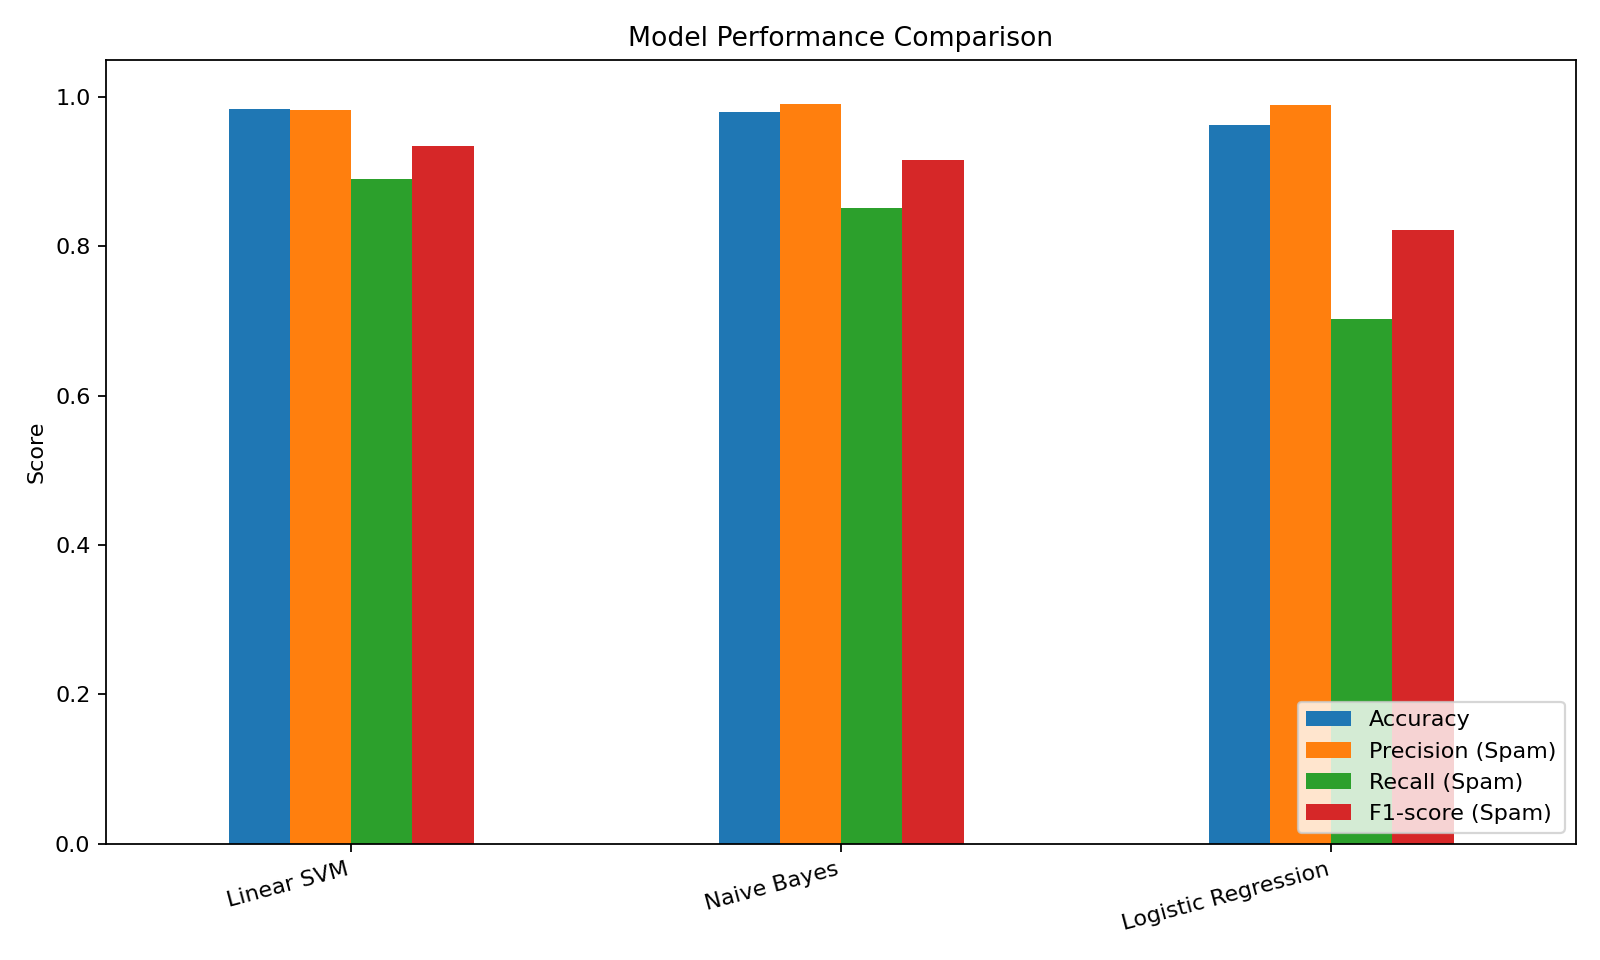 Model Performance Comparison
Score
1.0
0.8
0.6
0.4
0.2
0.0
Accuracy
Precision (Spam)
Recall (Spam)
F1-score (Spam)
Linear SVM
Naive Bayes
Logistic Regression